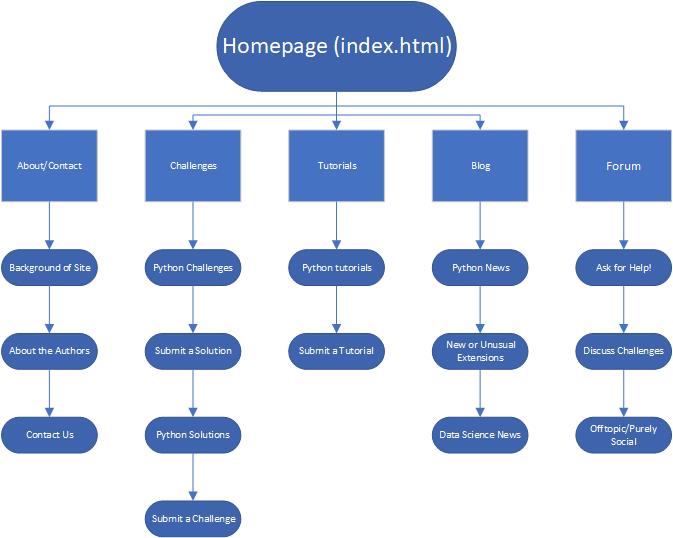 Homepage (index.html)
About/Contact
Challenges
Tutorials
Blog
Forum
Background of Site
Python Challenges
Python tutorials
Python News
Ask for Help!
About the Authors
Submit a Solution
Submit a Tutorial
New or Unusual
Extensions
Discuss Challenges
Contact Us
Python Solutions
Data Science News
Offtopic/Purely
Social
Submit a Challenge